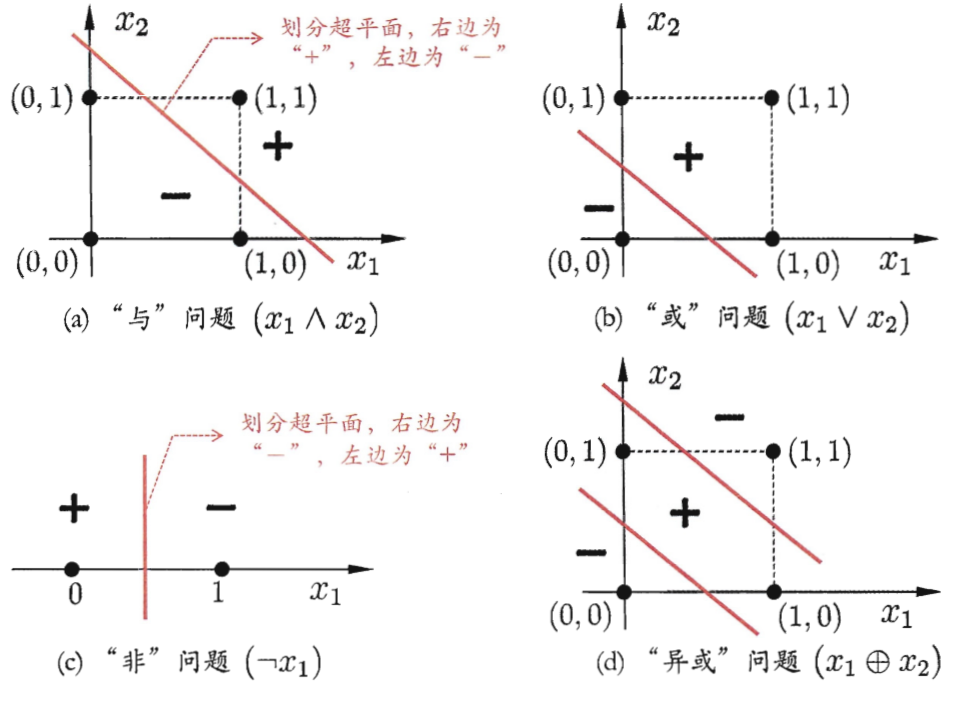 x₂
划分超平面，右边为
“+”，左边为“−”
(0, 1)
(1, 1)
+
−
(0, 0)
(1, 0)
x₁
(a) “与” 问题 (x₁ ∧ x₂)
x₂
(0, 1)
(1, 1)
+
−
(0, 0)
(1, 0)
x₁
(b) “或” 问题 (x₁ ∨ x₂)
划分超平面，右边为
“−”，左边为“+”
+
−
0
1
x₁
(c) “非” 问题 (¬x₁)
x₂
−
(0, 1)
(1, 1)
+
−
(0, 0)
(1, 0)
x₁
(d) “异或” 问题 (x₁ ⊕ x₂)